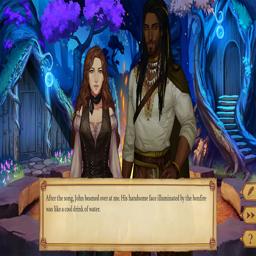 After the song, John beamed over at me. His handsome face illuminated by the bonfire
was like a cool drink of water.
?